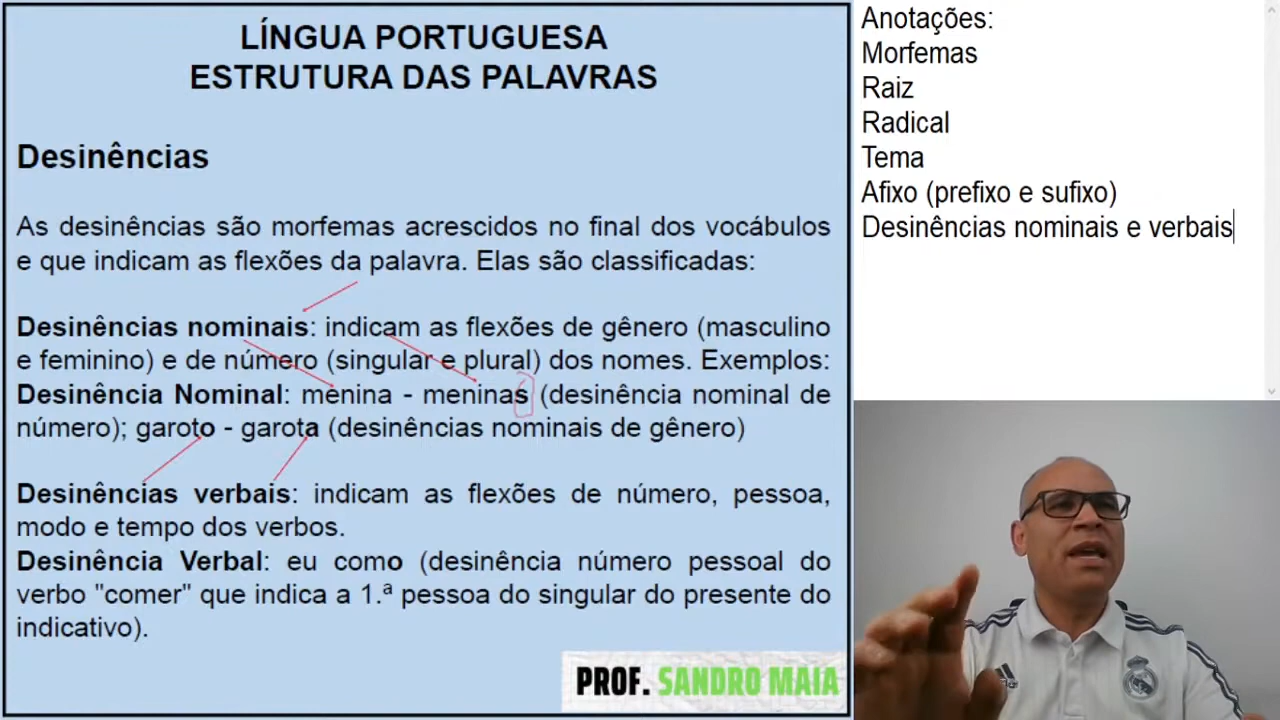 LÍNGUA PORTUGUESA
ESTRUTURA DAS PALAVRAS
Desinências
As desinências são morfemas acrescidos no final dos vocábulos
e que indicam as flexões da palavra. Elas são classificadas:
Desinências nominais: indicam as flexões de gênero (masculino
e feminino) e de número (singular e plural) dos nomes. Exemplos:
Desinência Nominal: menina - meninas (desinência nominal de
número); garoto - garota (desinências nominais de gênero)
Desinências verbais: indicam as flexões de número, pessoa,
modo e tempo dos verbos.
Desinência Verbal: eu como (desinência número pessoal do
verbo "comer" que indica a 1.ª pessoa do singular do presente do
indicativo).
PROF. SANDRO MAIA
Anotações:
Morfemas
Raiz
Radical
Tema
Afixo (prefixo e sufixo)
Desinências nominais e verbais